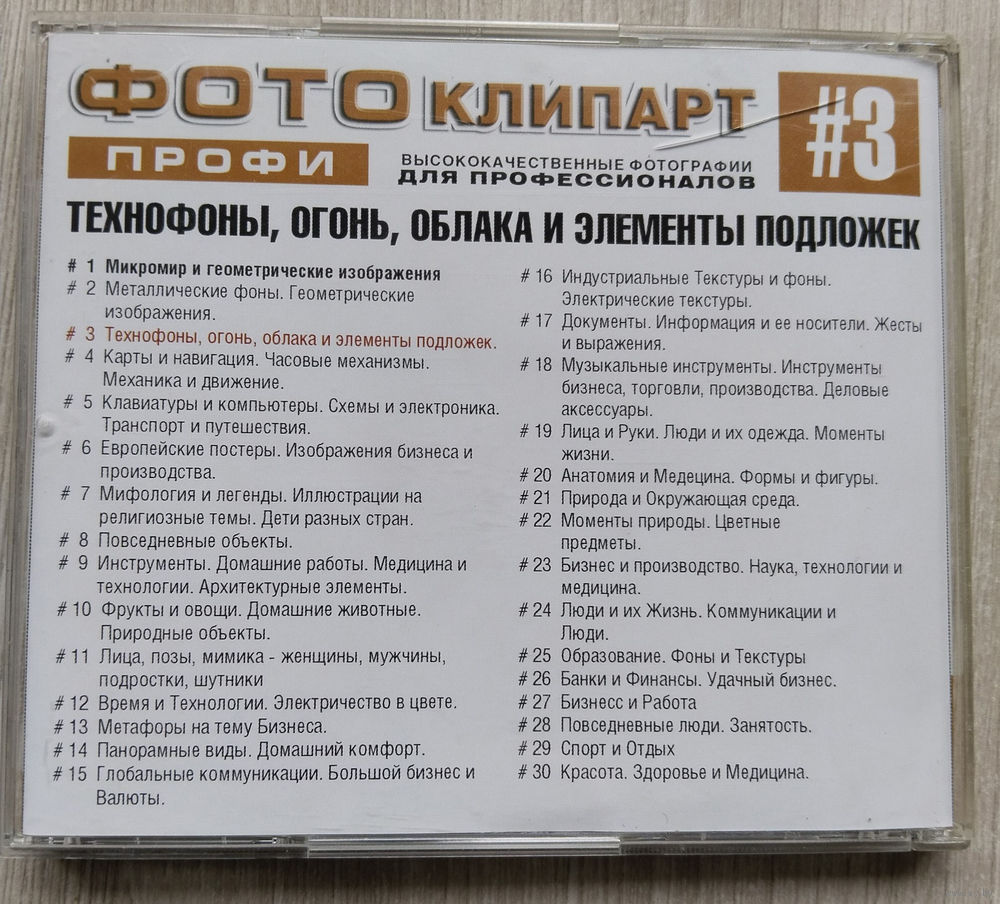 ФОТО КЛИПАРТ #3
ПРОФИ
ВЫСОКОКАЧЕСТВЕННЫЕ ФОТОГРАФИИ
ДЛЯ ПРОФЕССИОНАЛОВ
ТЕХНОФОНЫ, ОГОНЬ, ОБЛАКА И ЭЛЕМЕНТЫ ПОДЛОЖЕК
# 1 Микромир и геометрические изображения
# 2 Металлические фоны. Геометрические
изображения.
# 3 Технофоны, огонь, облака и элементы подложек.
# 4 Карты и навигация. Часовые механизмы.
Механика и движение.
# 5 Клавиатуры и компьютеры. Схемы и электроника.
Транспорт и путешествия.
# 6 Европейские постеры. Изображения бизнеса и
производства.
# 7 Мифология и легенды. Иллюстрации на
религиозные темы. Дети разных стран.
# 8 Повседневные объекты.
# 9 Инструменты. Домашние работы. Медицина и
технологии. Архитектурные элементы.
# 10 Фрукты и овощи. Домашние животные.
Природные объекты.
# 11 Лица, позы, мимика - женщины, мужчины,
подростки, шутники
# 12 Время и Технологии. Электричество в цвете.
# 13 Метафоры на тему Бизнеса.
# 14 Панорамные виды. Домашний комфорт.
# 15 Глобальные коммуникации. Большой бизнес и
Валюты.
# 16 Индустриальные Текстуры и фоны.
Электрические текстуры.
# 17 Документы. Информация и ее носители. Жесты
и выражения.
# 18 Музыкальные инструменты. Инструменты
бизнеса, торговли, производства. Деловые
аксессуары.
# 19 Лица и Руки. Люди и их одежда. Моменты
жизни.
# 20 Анатомия и Медецина. Формы и фигуры.
# 21 Природа и Окружающая среда.
# 22 Моменты природы. Цветные
предметы.
# 23 Бизнес и производство. Наука, технологии и
медицина.
# 24 Люди и их Жизнь. Коммуникации и
Люди.
# 25 Образование. Фоны и Текстуры
# 26 Банки и Финансы. Удачный бизнес.
# 27 Бизнесс и Работа
# 28 Повседневные люди. Занятость.
# 29 Спорт и Отдых
# 30 Красота. Здоровье и Медицина.